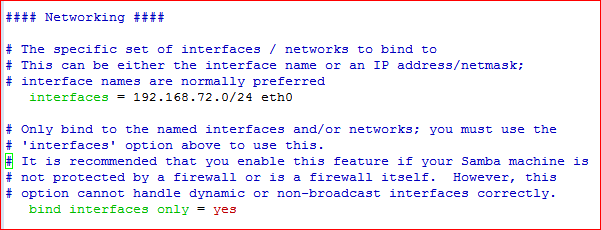 #### Networking ####
# The specific set of interfaces / networks to bind to
# This can be either the interface name or an IP address/netmask;
# interface names are normally preferred
interfaces = 192.168.72.0/24 eth0
# Only bind to the named interfaces and/or networks; you must use the
# 'interfaces' option above to use this.
# It is recommended that you enable this feature if your Samba machine is
# not protected by a firewall or is a firewall itself.  However, this
# option cannot handle dynamic or non-broadcast interfaces correctly.
bind interfaces only = yes